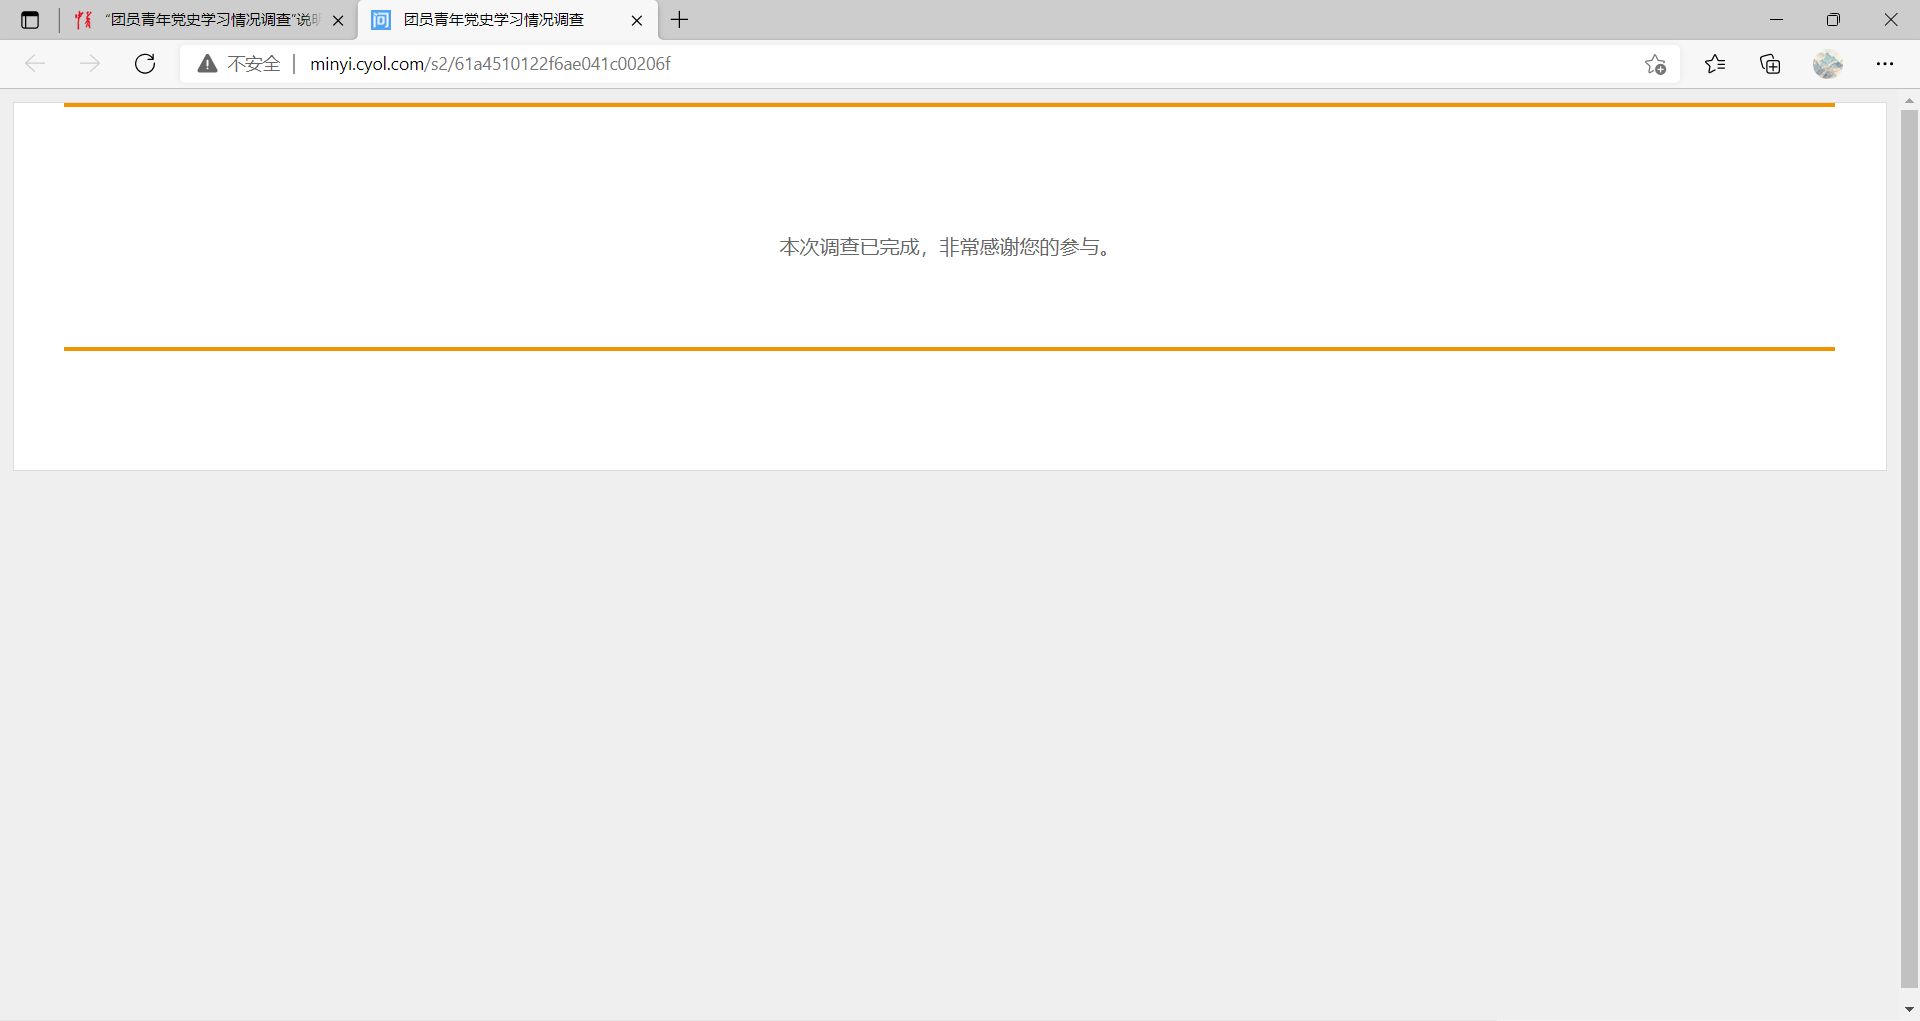 “团员青年党史学习情况调查”说明
团员青年党史学习情况调查
不安全
minyi.cyol.com/s2/61a4510122f6ae041c00206f
本次调查已完成，非常感谢您的参与。